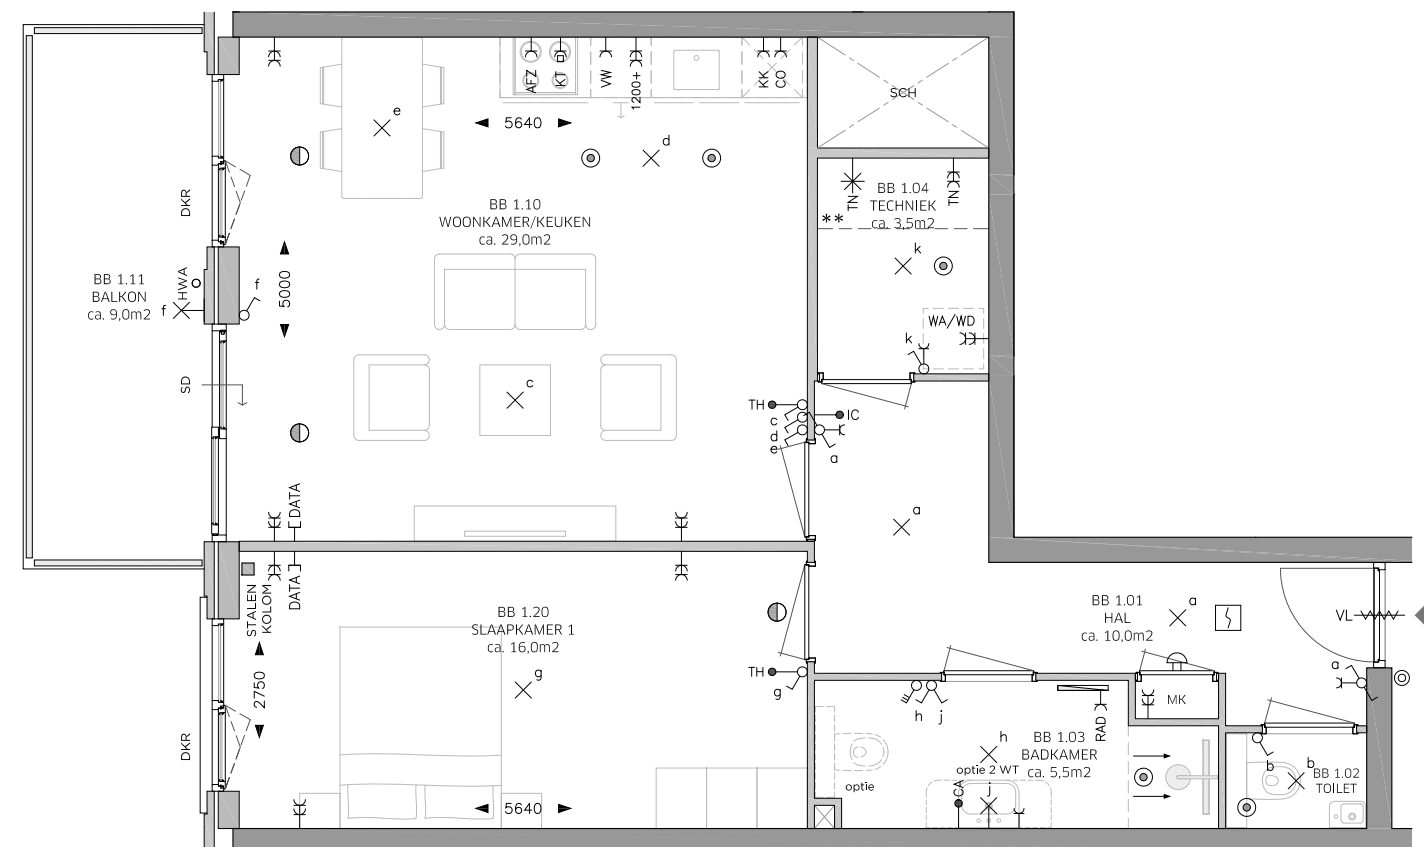 AFZ
KT
VW
1200+
KK
CO
SCH
e
5640
d
DKR
BB 1.10
WOONKAMER/KEUKEN
ca. 29,0m2
TN
TN
BB 1.04
TECHNIEK
ca. 3,5m2
**
k
BB 1.11
BALKON
ca. 9,0m2
HWA
f
f
5000
WA/WD
k
SD
c
TH
c
d
e
IC
a
a
DATA
DATA
STALEN
KOLOM
BB 1.20
SLAAPKAMER 1
ca. 16,0m2
g
TH
g
2750
DKR
5640
BB 1.01
HAL
ca. 10,0m2
a
VL
a
MK
h
j
RAD
BB 1.03
BADKAMER
ca. 5,5m2
h
optie 2 WT
optie
CA
j
b
b
BB 1.02
TOILET